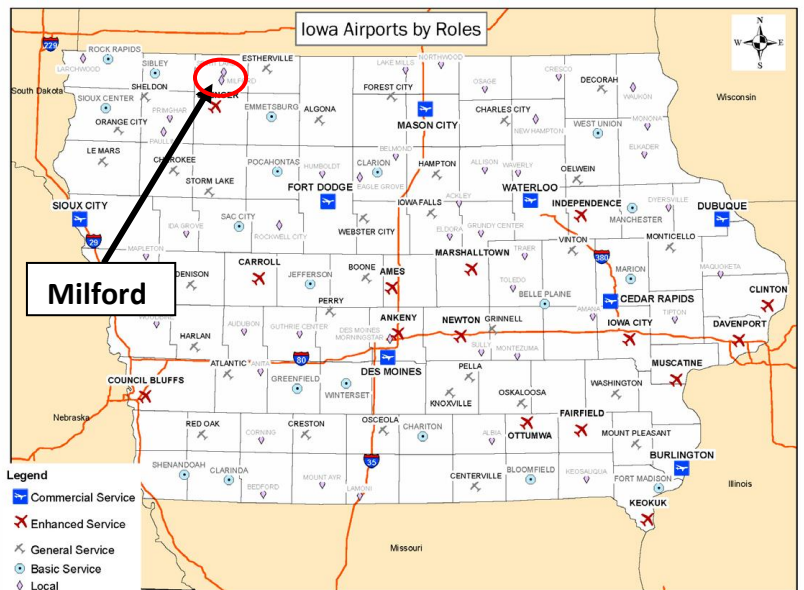 Iowa Airports by Roles
N
W E
S
229
ROCK RAPIDS
LARCHWOOD
SIBLEY
ESTHERVILLE
MILFORD
LAKE MILLS
NORTHWOOD
CRESCO
South Dakota
SHELDON
FOREST CITY
OSAGE
DECORAH
WAUKON
Wisconsin
SIOUX CENTER
PRIMGHAR
EMMETSBURG
ALGONA
MASON CITY
CHARLES CITY
NEW HAMPTON
WEST UNION
MONONA
ORANGE CITY
ELKADER
LE MARS
CHEROKEE
POCAHONTAS
HUMBOLDT
CLARION
BELMOND
HAMPTON
ALLISON
WAVERLY
OELWEIN
STORM LAKE
FORT DODGE
EAGLE GROVE
WATERLOO
SIOUX CITY
IOWA FALLS
ACKLEY
INDEPENDENCE
DYERSVILLE
DUBUQUE
SAC CITY
MANCHESTER
IDA GROVE
ROCKWELL CITY
WEBSTER CITY
ELDORA
GRUNDY CENTER
29
MAPLETON
CARROLL
BOONE
AMES
MARSHALLTOWN
TRAER
VINTON
380
MONTICELLO
MARION
MAQUOKETA
Milford
DENISON
JEFFERSON
TOLEDO
BELLE PLAINE
CEDAR RAPIDS
CLINTON
PERRY
HARLAN
AUDUBON
GUTHRIE CENTER
DES MOINES
MORNINGSTAR
ANKENY
NEWTON
GRINNELL
AMANA
IOWA CITY
TIPTON
DAVENPORT
ATLANTIC
ANITA
80
DES MOINES
SULLY
MONTEZUMA
COUNCIL BLUFFS
GREENFIELD
WINTERSET
PELLA
KNOXVILLE
OSKALOOSA
WASHINGTON
MUSCATINE
Nebraska
RED OAK
CORNING
CRESTON
OSCEOLA
CHARITON
ALBIA
OTTUMWA
FAIRFIELD
MOUNT PLEASANT
SHENANDOAH
CLARINDA
BEDFORD
MOUNT AYR
LAMONI
35
CENTERVILLE
BLOOMFIELD
KEOSAUQUA
FORT MADISON
BURLINGTON
Illinois
KEOKUK
Missouri
Legend
Commercial Service
Enhanced Service
General Service
Basic Service
Local